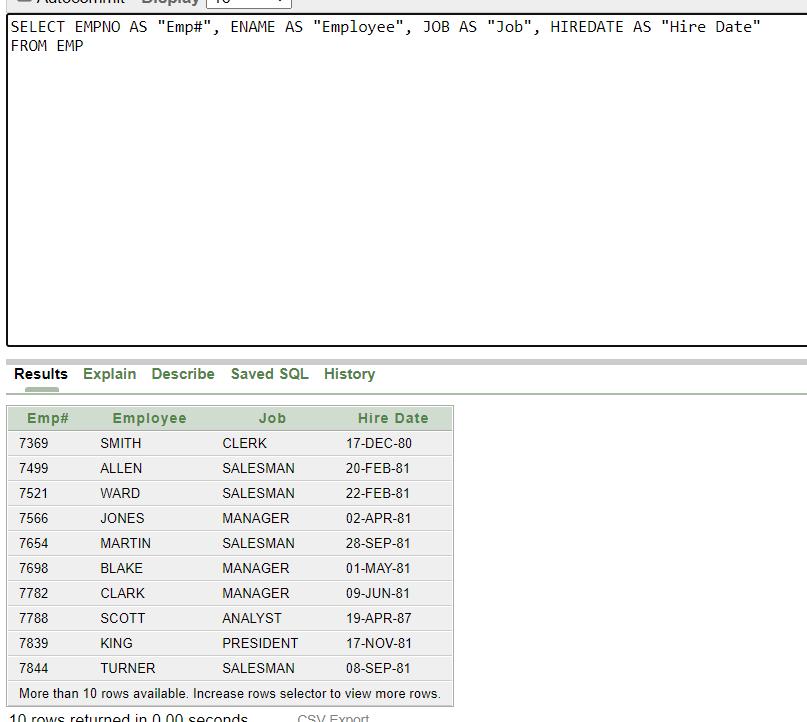 Autocommit Display 10
SELECT EMPNO AS "Emp#", ENAME AS "Employee", JOB AS "Job", HIREDATE AS "Hire Date"
FROM EMP
Results Explain Describe Saved SQL History
Emp# Employee Job Hire Date
7369 SMITH CLERK 17-DEC-80
7499 ALLEN SALESMAN 20-FEB-81
7521 WARD SALESMAN 22-FEB-81
7566 JONES MANAGER 02-APR-81
7654 MARTIN SALESMAN 28-SEP-81
7698 BLAKE MANAGER 01-MAY-81
7782 CLARK MANAGER 09-JUN-81
7788 SCOTT ANALYST 19-APR-87
7839 KING PRESIDENT 17-NOV-81
7844 TURNER SALESMAN 08-SEP-81
More than 10 rows available. Increase rows selector to view more rows.
10 rows returned in 0.00 seconds CSV Export